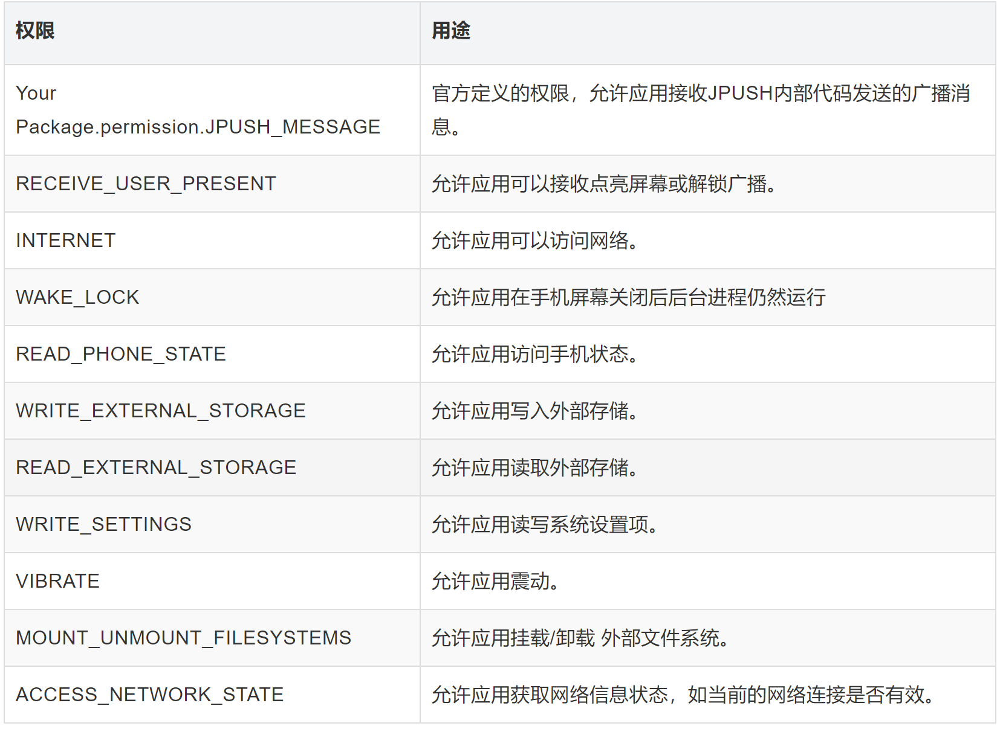 权限
用途
Your
Package.permission.JPUSH_MESSAGE
官方定义的权限，允许应用接收JPUSH内部代码发送的广播消
息。
RECEIVE_USER_PRESENT
允许应用可以接收点亮屏幕或解锁广播。
INTERNET
允许应用可以访问网络。
WAKE_LOCK
允许应用在手机屏幕关闭后后台进程仍然运行
READ_PHONE_STATE
允许应用访问手机状态。
WRITE_EXTERNAL_STORAGE
允许应用写入外部存储。
READ_EXTERNAL_STORAGE
允许应用读取外部存储。
WRITE_SETTINGS
允许应用读写系统设置项。
VIBRATE
允许应用震动。
MOUNT_UNMOUNT_FILESYSTEMS
允许应用挂载/卸载 外部文件系统。
ACCESS_NETWORK_STATE
允许应用获取网络信息状态，如当前的网络连接是否有效。